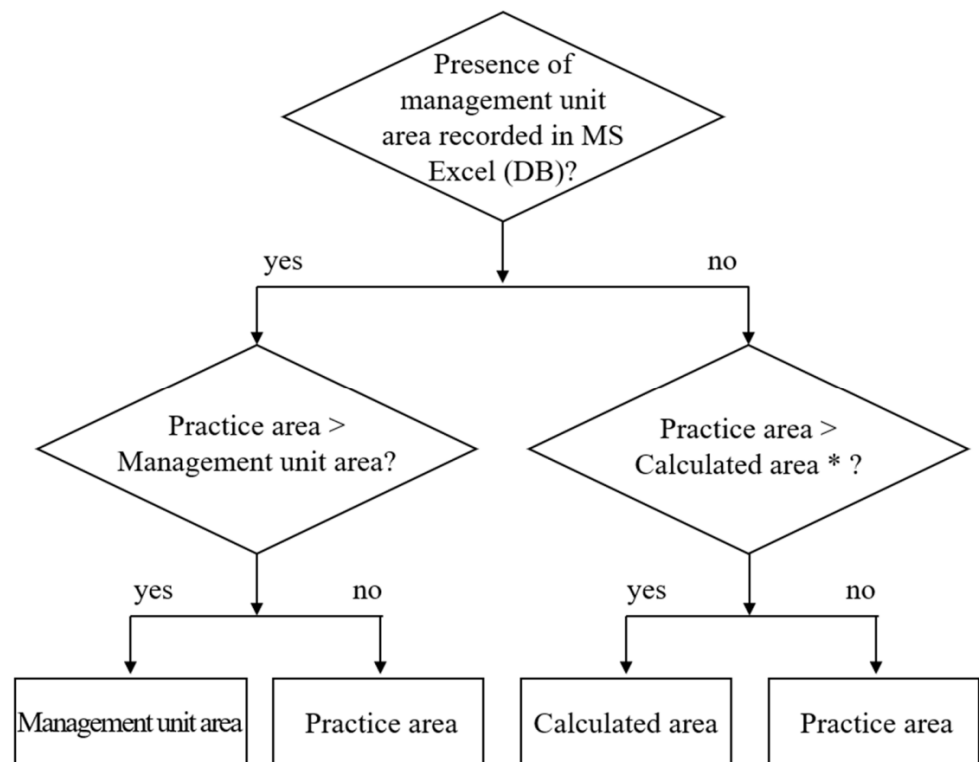 Presence of
management unit
area recorded in MS
Excel (DB)?
yes
no
Practice area >
Management unit area?
Practice area >
Calculated area * ?
yes
no
yes
no
Management unit area
Practice area
Calculated area
Practice area